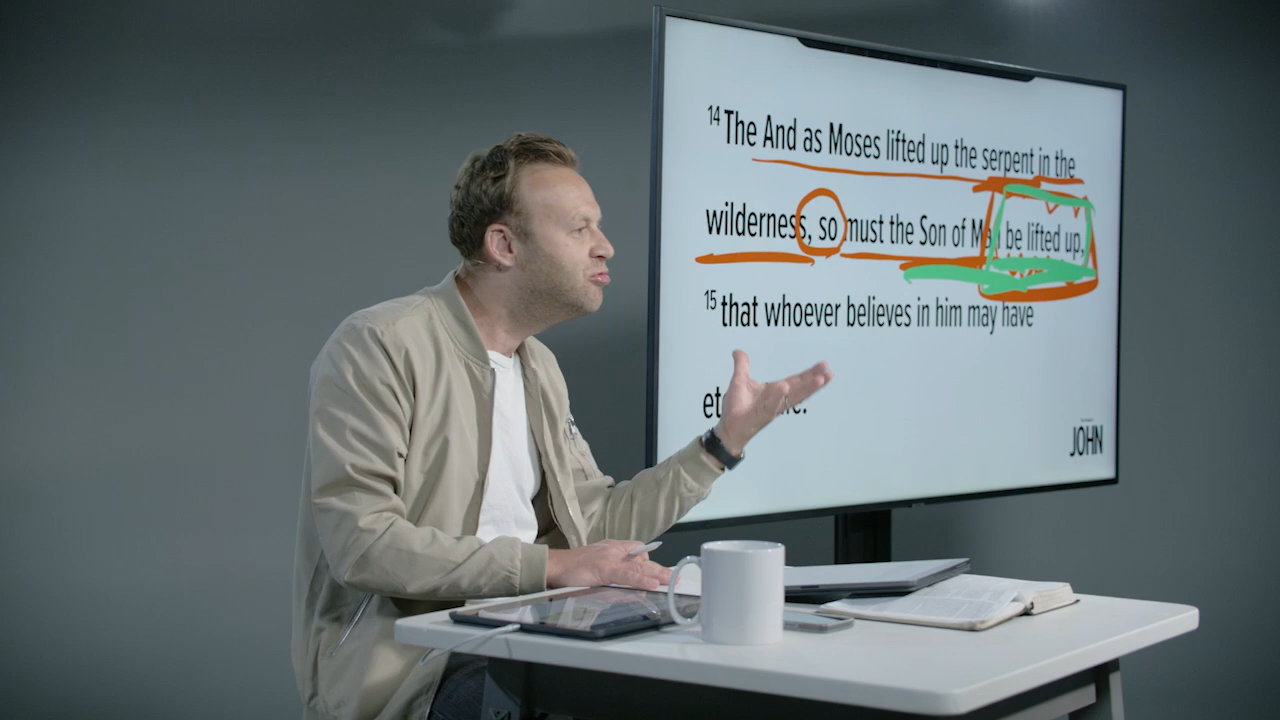 14 The And as Moses lifted up the serpent in the
wilderness, so must the Son of Man be lifted up,
15 that whoever believes in him may have
JOHN